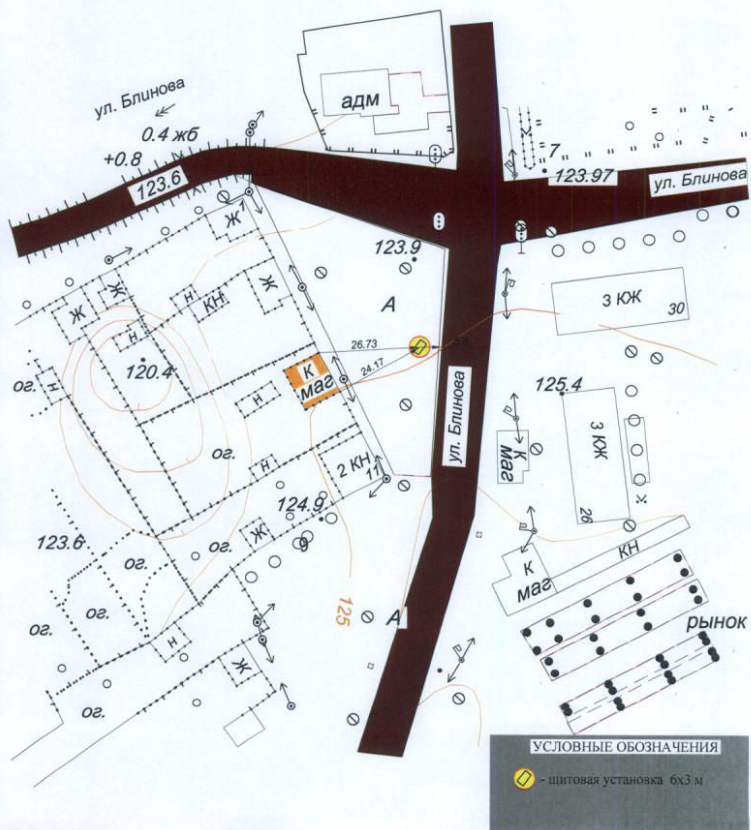 адм
ул. Блинова
0.4 жб
+0.8
7
123.6
123.97
ул. Блинова
Ж
123.9
Ж
Ж
Ж
Н
КН
А
3 КЖ
30
Н
26.73
120.4
24.17
ог.
Н
К
маг
125.4
ул. Блинова
Н
3 КЖ
К
маг
ог.
Н
2 КН
11
124.9
26
123.6
Ж
ог.
9
ог.
КН
К
маг
ог.
125
А
ог.
Н
рынок
Ж
ог.
УСЛОВНЫЕ ОБОЗНАЧЕНИЯ
- щитовая установка 6х3 м